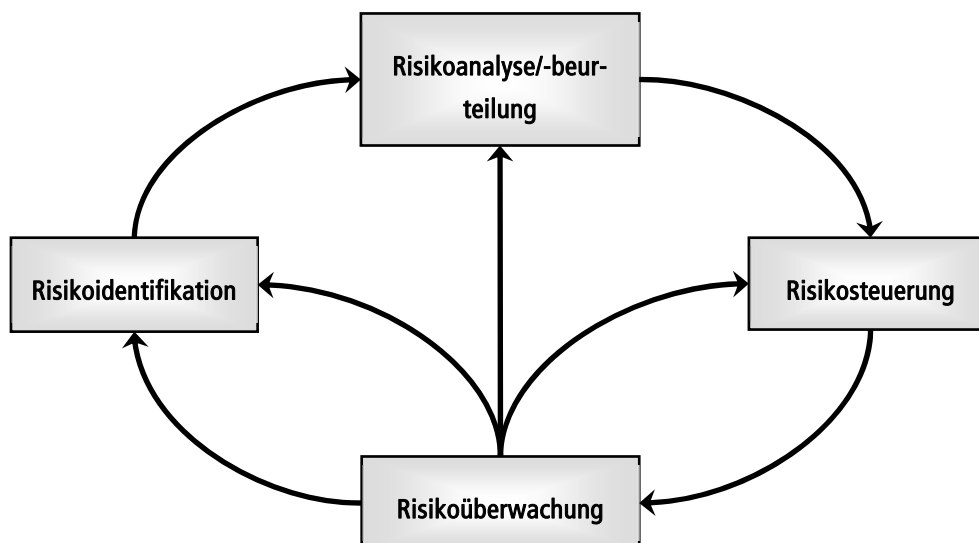 Risikoanalyse/-beur-
teilung
Risikoidentifikation
Risikosteuerung
Risikoüberwachung